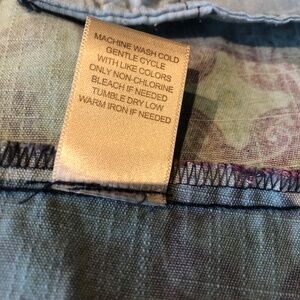 MACHINE WASH COLD
GENTLE CYCLE
WITH LIKE COLORS
ONLY NON-CHLORINE
BLEACH IF NEEDED
TUMBLE DRY LOW
WARM IRON IF NEEDED